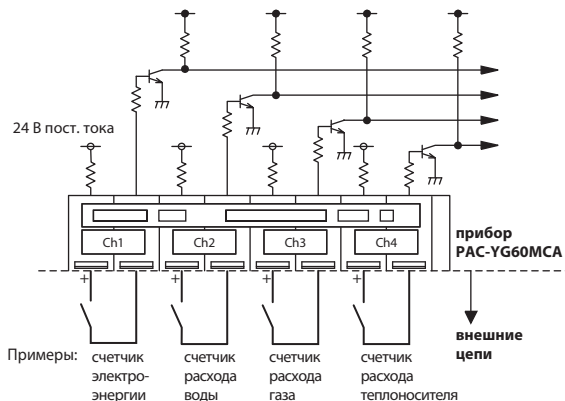 24 В пост. тока
Ch1 Ch2 Ch3 Ch4
прибор
PAC-YG60MCA
+ + + +
внешние
цепи
Примеры: счетчик счетчик счетчик счетчик
электро- расхода расхода расхода
энергии воды газа теплоносителя